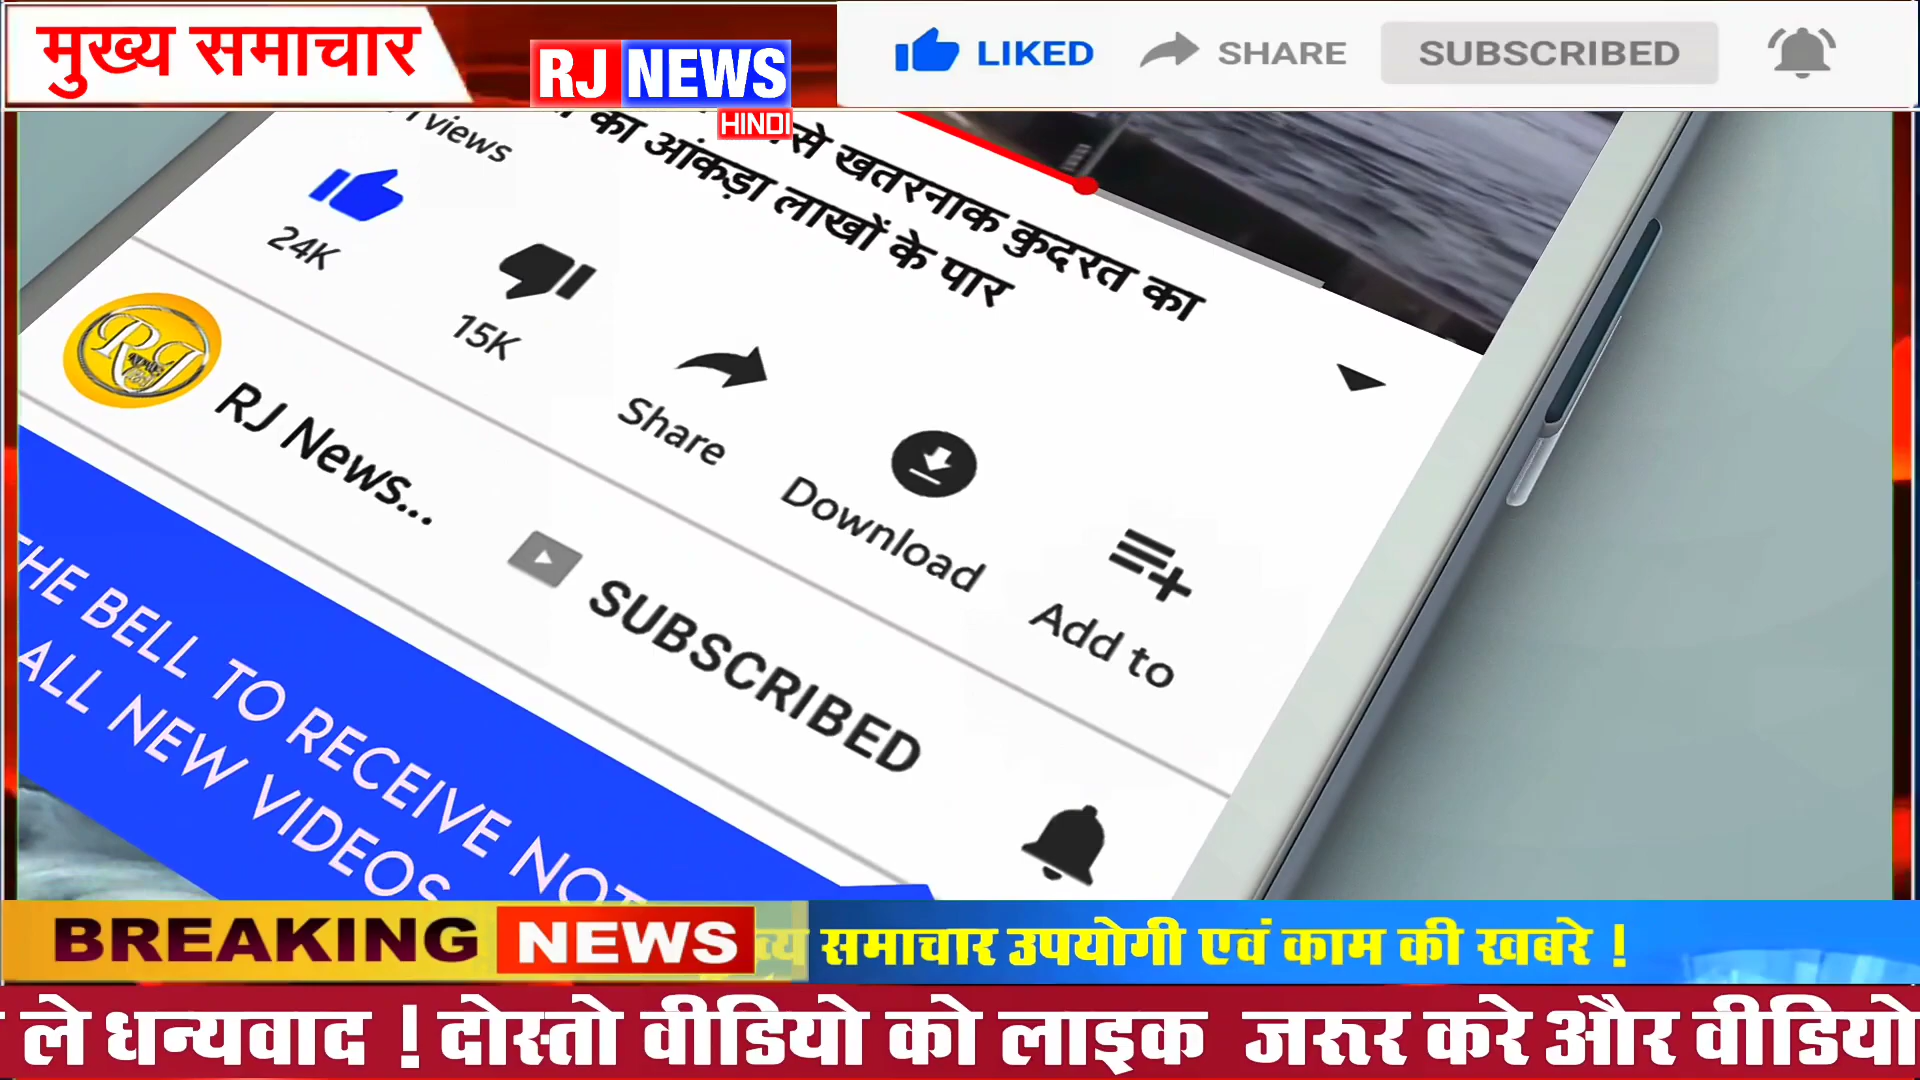 मुख्य समाचार
RJ NEWS
HINDI
LIKED
SHARE
SUBSCRIBED
views
खतरनाक कुदरत का
का आंकड़ा लाखों के पार
24K
15K
Share
Download
Add to
RJ News...
SUBSCRIBED
THE BELL TO RECEIVE
ALL NEW VIDEOS
BREAKING NEWS
समाचार उपयोगी एवं काम की खबरे !
ले धन्यवाद ! दोस्तो वीडियो को लाइक जरूर करे और वीडियो